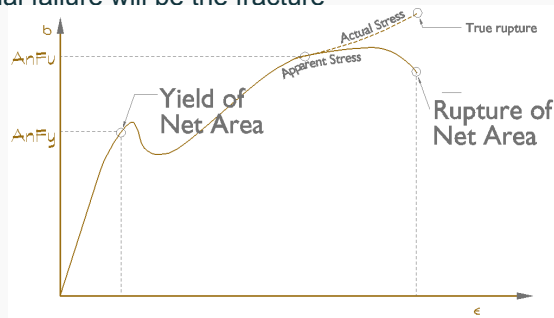 al failure will be the fracture
б
AnFu
AnFy
Yield of
Net Area
Actual Stress
Apparent Stress
True rupture
Rupture of
Net Area
ϵ